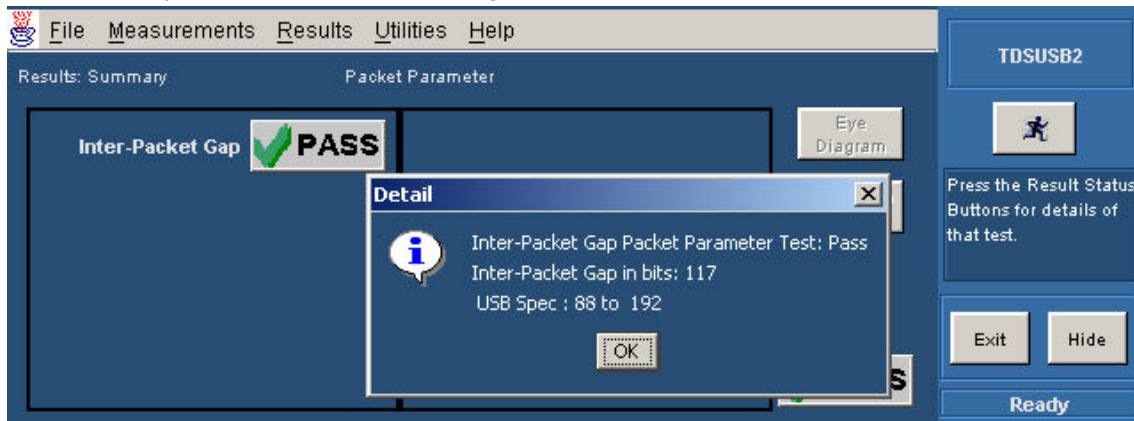 File Measurements Results Utilities Help
TDSUSB2
Results: Summary Packet Parameter
Inter-Packet Gap PASS
Eye
Diagram
Press the Result Status
Buttons for details of
that test.
Detail
Inter-Packet Gap Packet Parameter Test: Pass
Inter-Packet Gap in bits: 117
USB Spec : 88 to 192
OK
S
Exit Hide
Ready